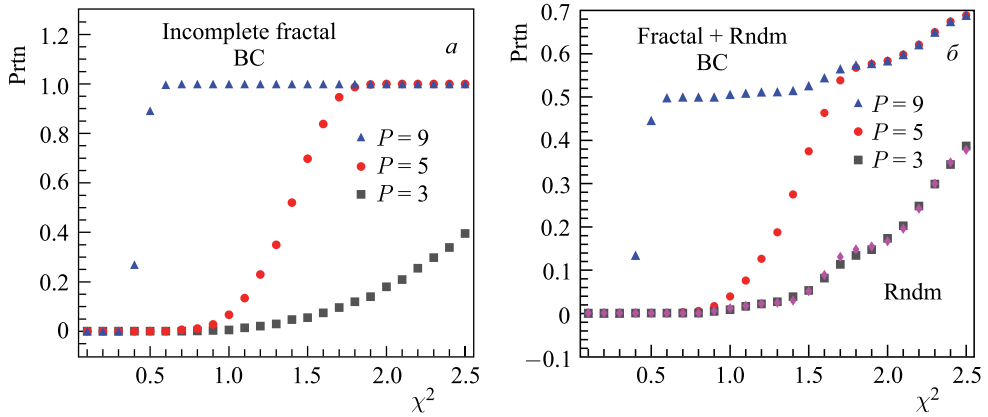 Incomplete fractal
BC
a
Prtn
1.2
1.0
0.8
0.6
0.4
0.2
0
P = 9
P = 5
P = 3
0.5 1.0 1.5 2.0 2.5
χ²
Fractal + Rndm
BC
б
Prtn
0.7
0.6
0.5
0.4
0.3
0.2
0.1
0
−0.1
P = 9
P = 5
P = 3
Rndm
0.5 1.0 1.5 2.0 2.5
χ²